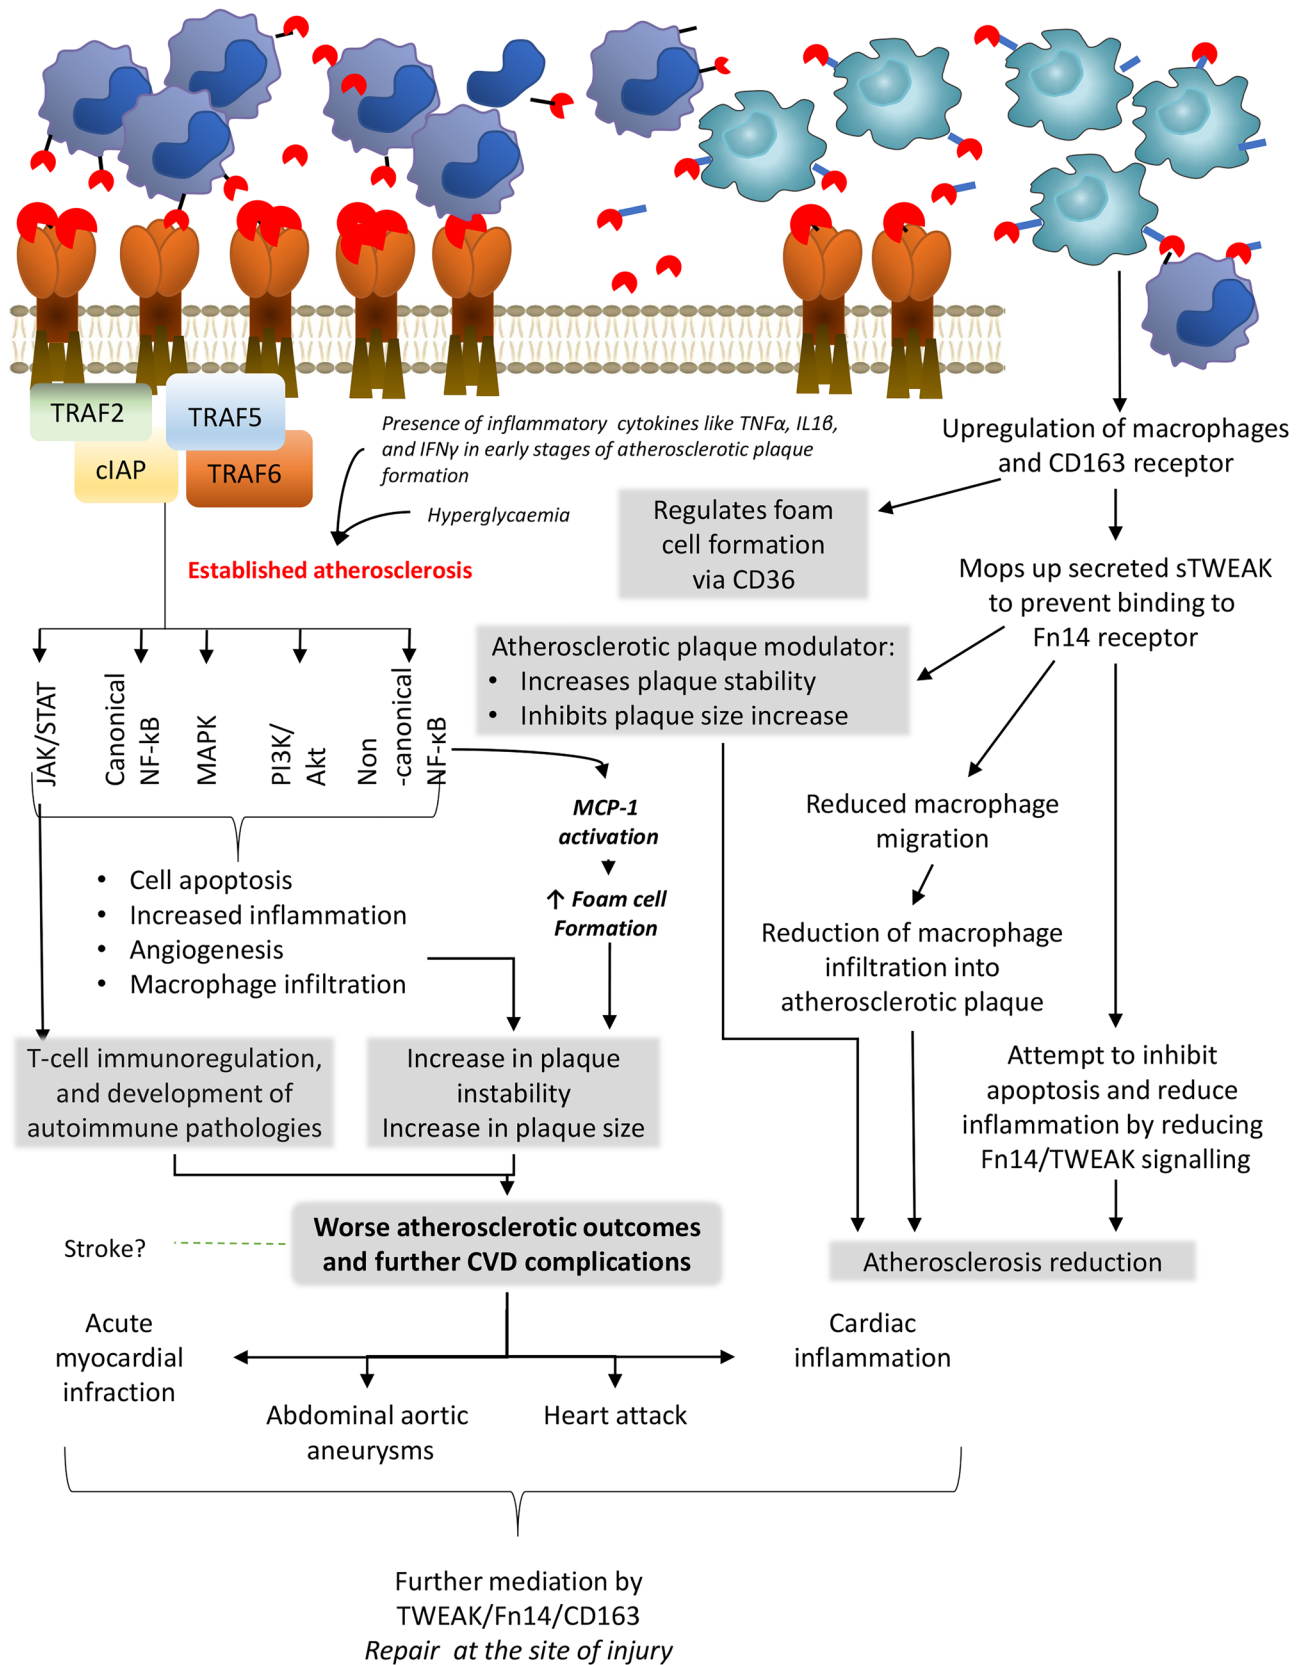 TRAF2
TRAF5
cIAP
TRAF6
Presence of inflammatory cytokines like TNFα, IL1ϐ,
and IFNγ in early stages of atherosclerotic plaque
formation
Hyperglycaemia
Established atherosclerosis
JAK/STAT
Canonical
NF-kB
MAPK
PI3K/
Akt
Non
-canonical
NF-κB
MCP-1
activation
↑ Foam cell
Formation
• Cell apoptosis
• Increased inflammation
• Angiogenesis
• Macrophage infiltration
T-cell immunoregulation,
and development of
autoimmune pathologies
Increase in plaque
instability
Increase in plaque size
Upregulation of macrophages
and CD163 receptor
Regulates foam
cell formation
via CD36
Mops up secreted sTWEAK
to prevent binding to
Fn14 receptor
Atherosclerotic plaque modulator:
• Increases plaque stability
• Inhibits plaque size increase
Reduced macrophage
migration
Reduction of macrophage
infiltration into
atherosclerotic plaque
Attempt to inhibit
apoptosis and reduce
inflammation by reducing
Fn14/TWEAK signalling
Atherosclerosis reduction
Worse atherosclerotic outcomes
and further CVD complications
Stroke?
Acute
myocardial
infraction
Abdominal aortic
aneurysms
Heart attack
Cardiac
inflammation
Further mediation by
TWEAK/Fn14/CD163
Repair at the site of injury